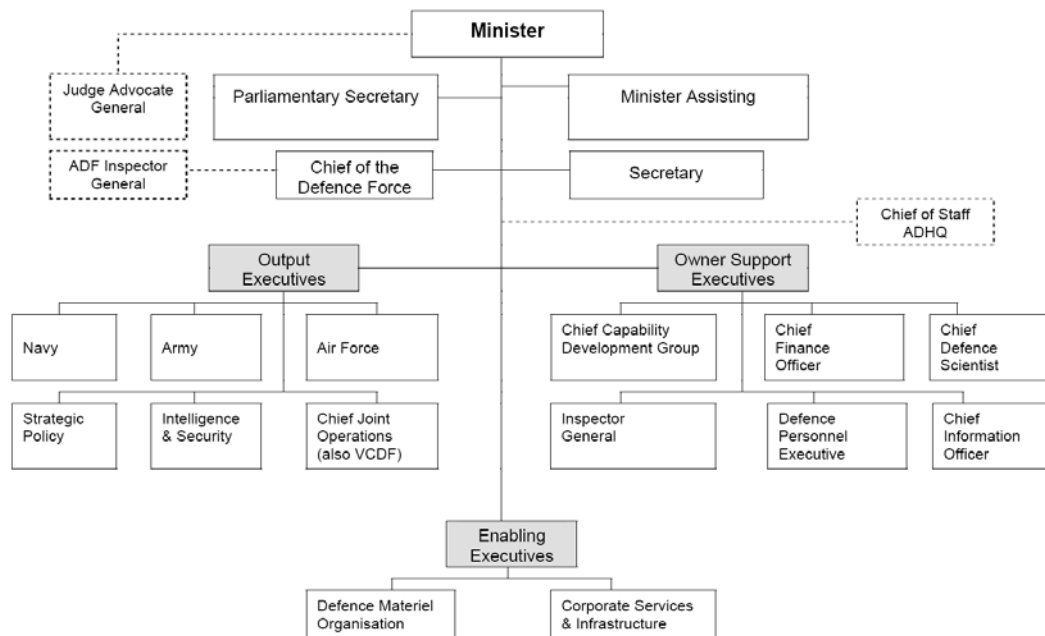 Minister
Judge Advocate
General
Parliamentary Secretary
Minister Assisting
ADF Inspector
General
Chief of the
Defence Force
Secretary
Chief of Staff
ADHQ
Output
Executives
Owner Support
Executives
Navy
Army
Air Force
Chief Capability
Development Group
Chief
Finance
Officer
Chief
Defence
Scientist
Strategic
Policy
Intelligence
& Security
Chief Joint
Operations
(also VCDF)
Inspector
General
Defence
Personnel
Executive
Chief
Information
Officer
Enabling
Executives
Defence Materiel
Organisation
Corporate Services
& Infrastructure